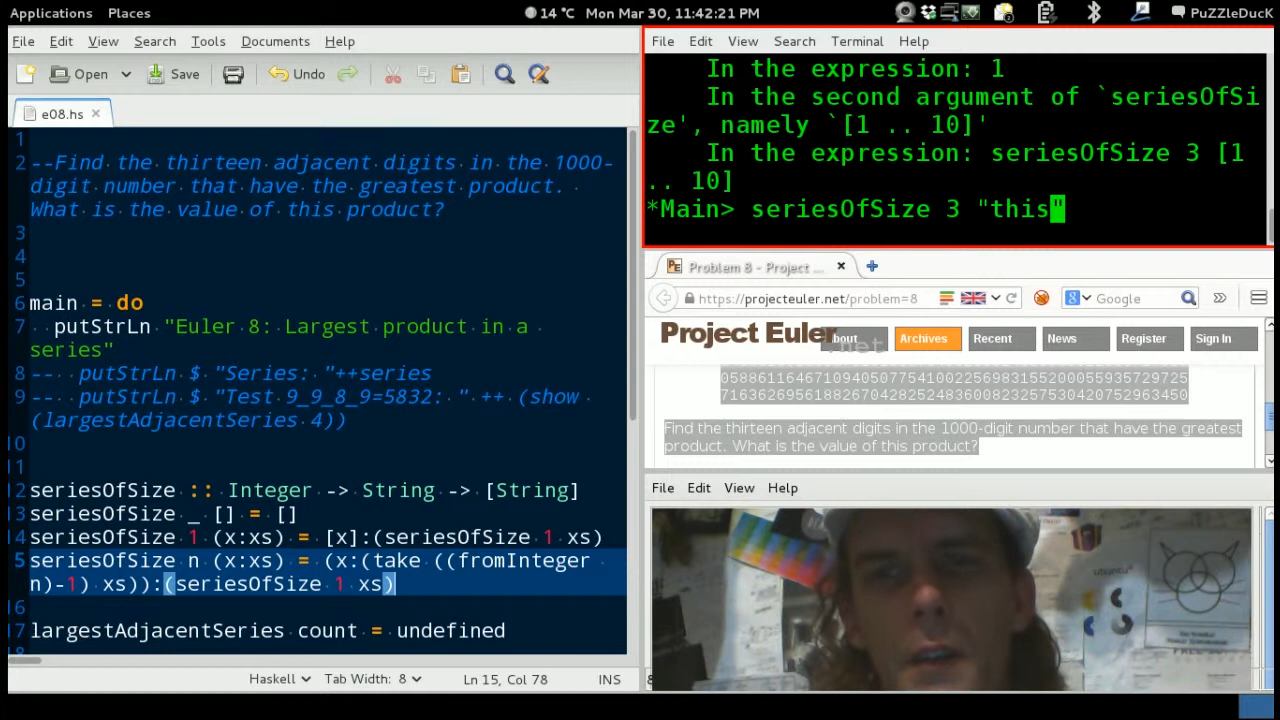 Applications Places 14 °C Mon Mar 30, 11:42:21 PM PuZZleDucK
File Edit View Search Tools Documents Help
Open Save Undo
e08.hs ×
1
2 --Find the thirteen adjacent digits in the 1000-
digit number that have the greatest product.
What is the value of this product?
3
4
5
6 main = do
7 putStrLn "Euler 8: Largest product in a
series"
8 -- putStrLn $ "Series: "++series
9 -- putStrLn $ "Test 9_9_8_9=5832: " ++ (show
(largestAdjacentSeries 4))
10
11
12 seriesOfSize :: Integer -> String -> [String]
13 seriesOfSize _ [] = []
14 seriesOfSize 1 (x:xs) = [x]:(seriesOfSize 1 xs)
5 seriesOfSize n (x:xs) = (x:(take ((fromInteger
n)-1) xs)):(seriesOfSize 1 xs)
16
17 largestAdjacentSeries count = undefined
18
Haskell Tab Width: 8 Ln 15, Col 78 INS
File Edit View Search Terminal Help
In the expression: 1
In the second argument of `seriesOfSi
ze', namely `[1 .. 10]'
In the expression: seriesOfSize 3 [1
.. 10]
*Main> seriesOfSize 3 "this"
PE Problem 8 - Project ... ×
https://projecteuler.net/problem=8 Google
Project Euler .net About Archives Recent News Register Sign In
05886116467109405077541002256983155200055935729725
71636269561882670428252483600823257530420752963450
Find the thirteen adjacent digits in the 1000-digit number that have the greatest
product. What is the value of this product?
File Edit View Help
ubuntu